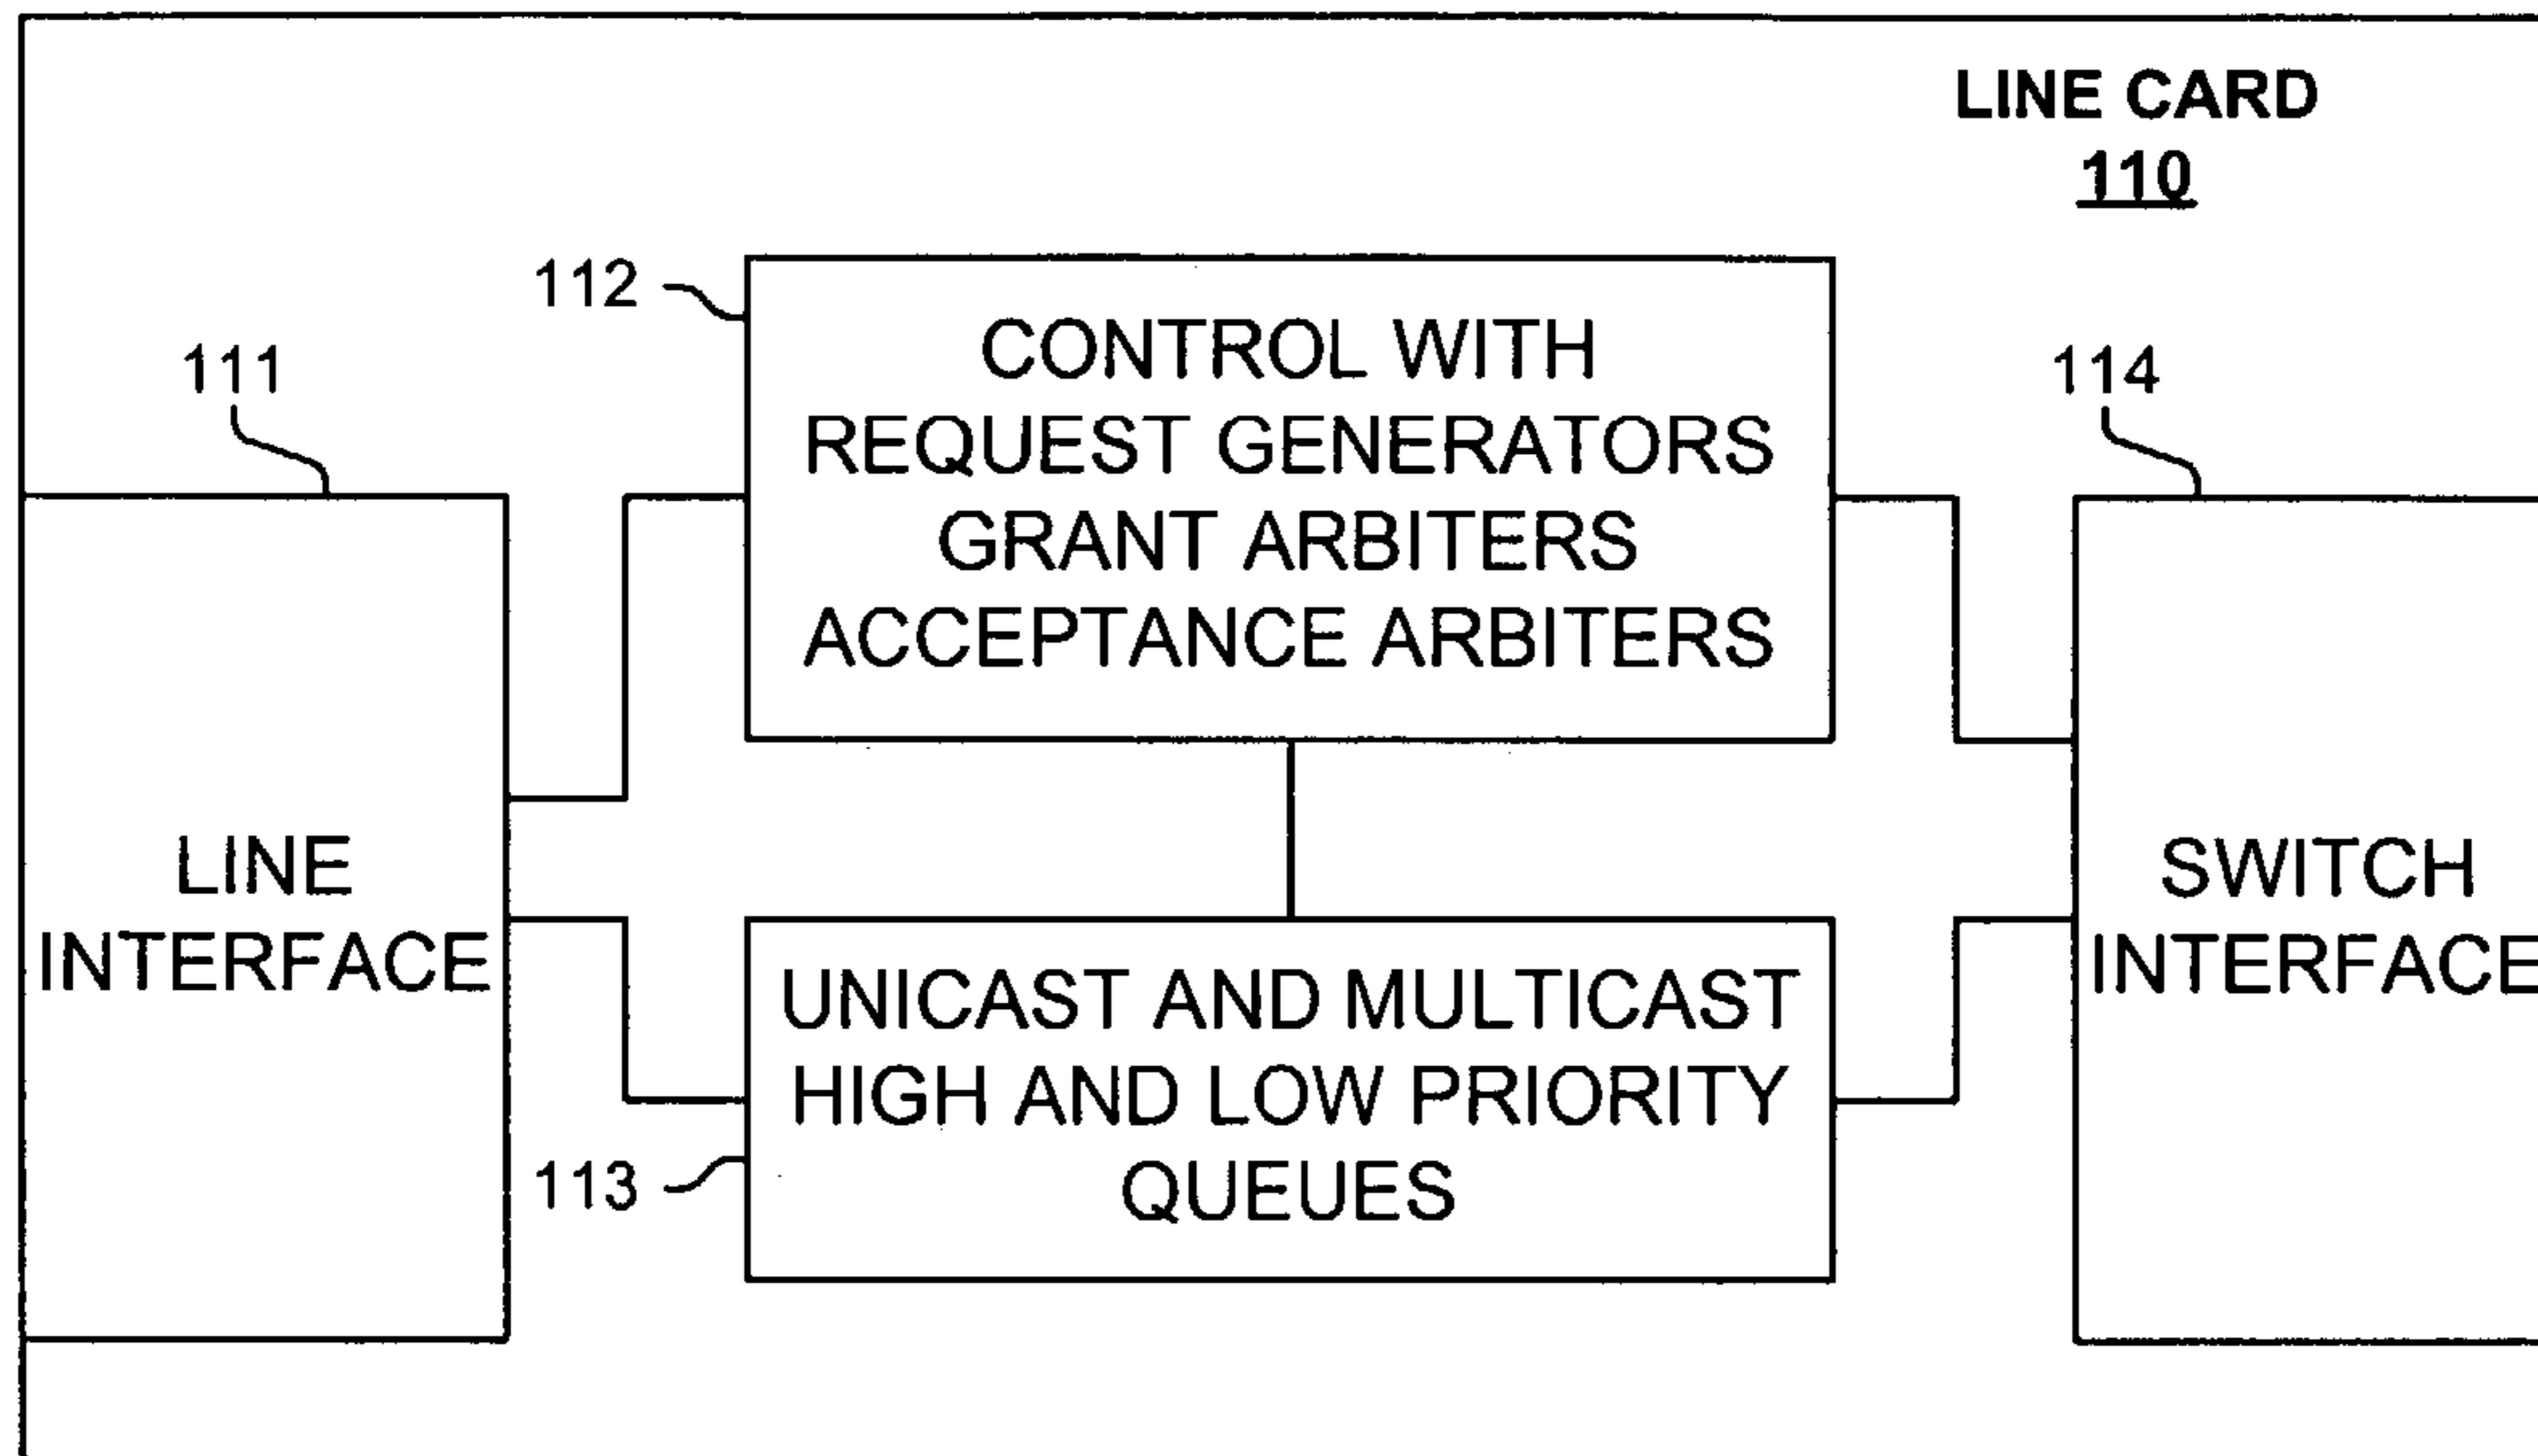 LINE CARD
110
112
CONTROL WITH
REQUEST GENERATORS
GRANT ARBITERS
ACCEPTANCE ARBITERS
111
114
LINE
INTERFACE
SWITCH
INTERFACE
UNICAST AND MULTICAST
HIGH AND LOW PRIORITY
QUEUES
113